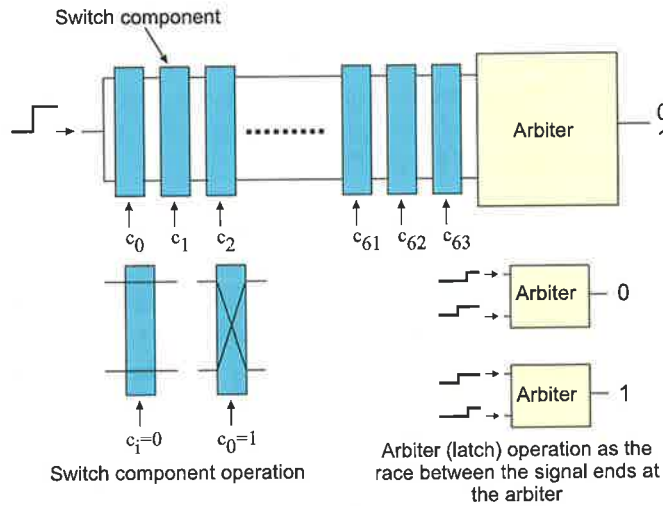 Switch component
Arbiter
0
c0 c1 c2 c61 c62 c63
Arbiter 0
Arbiter 1
ci=0 c0=1
Switch component operation
Arbiter (latch) operation as the
race between the signal ends at
the arbiter